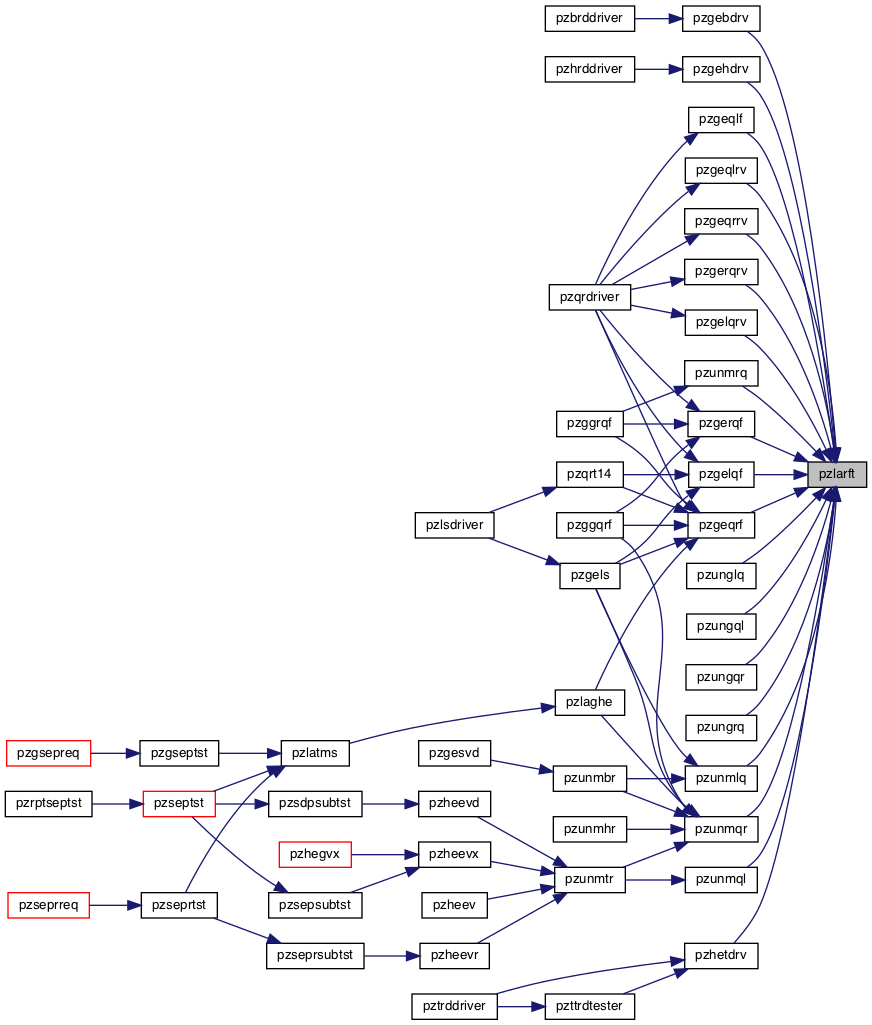 pzbrddriver
pzgebdrv
pzhrddriver
pzgehdrv
pzgeqlf
pzgeqlrv
pzgeqrrv
pzgerqrv
pzqrdriver
pzgelqrv
pzunmrq
pzggrqf
pzgerqf
pzqrt14
pzgelqf
pzlarft
pzlsdriver
pzggqrf
pzgeqrf
pzgels
pzunglq
pzungql
pzungqr
pzlaghe
pzungrq
pzgsepreq
pzgseptst
pzlatms
pzgesvd
pzunmbr
pzunmlq
pzrptseptst
pzseptst
pzsdpsubtst
pzheevd
pzunmhr
pzunmqr
pzhegvx
pzheevx
pzunmtr
pzunmql
pzseprreq
pzseprtst
pzsepsubtst
pzheev
pzseprsubtst
pzheevr
pzhetdrv
pztrddriver
pzttrdtester